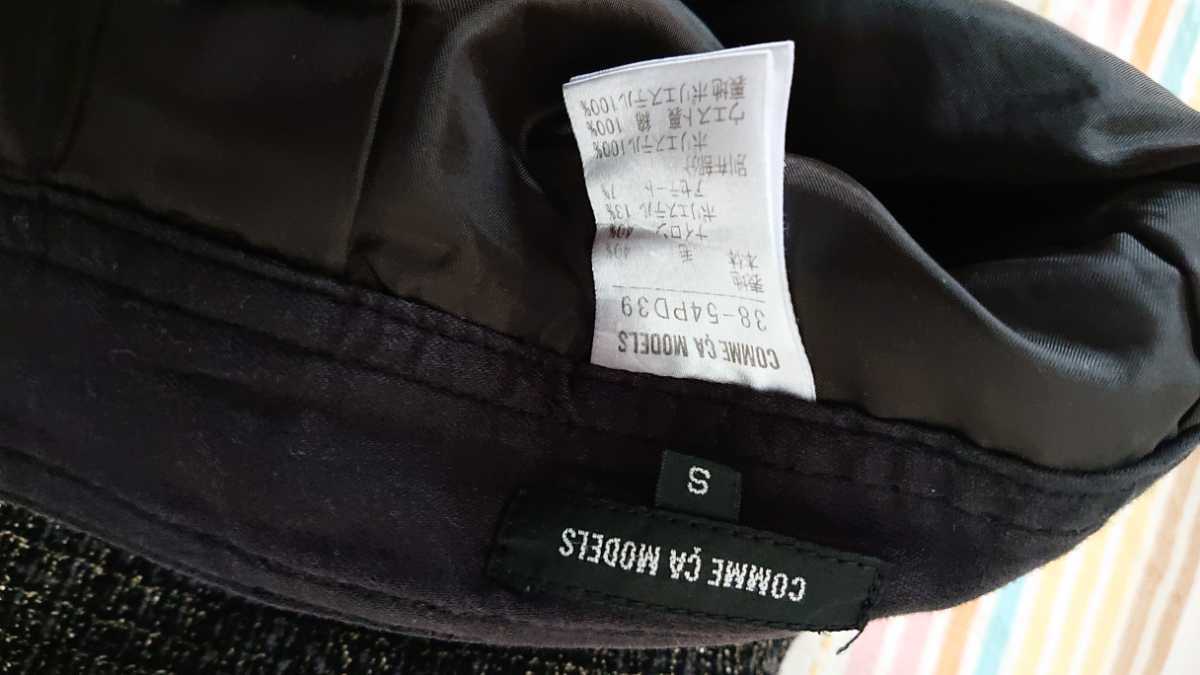 COMME ÇA MODELS
S
COMME ÇA MODELS
38-54PD39
表地
本体
毛 40%
ナイロン 40%
ポリエステル 13%
アセテート 7%
別布部分
ポリエステル100%
ウエスト裏 綿 100%
裏地 ポリエステル100%